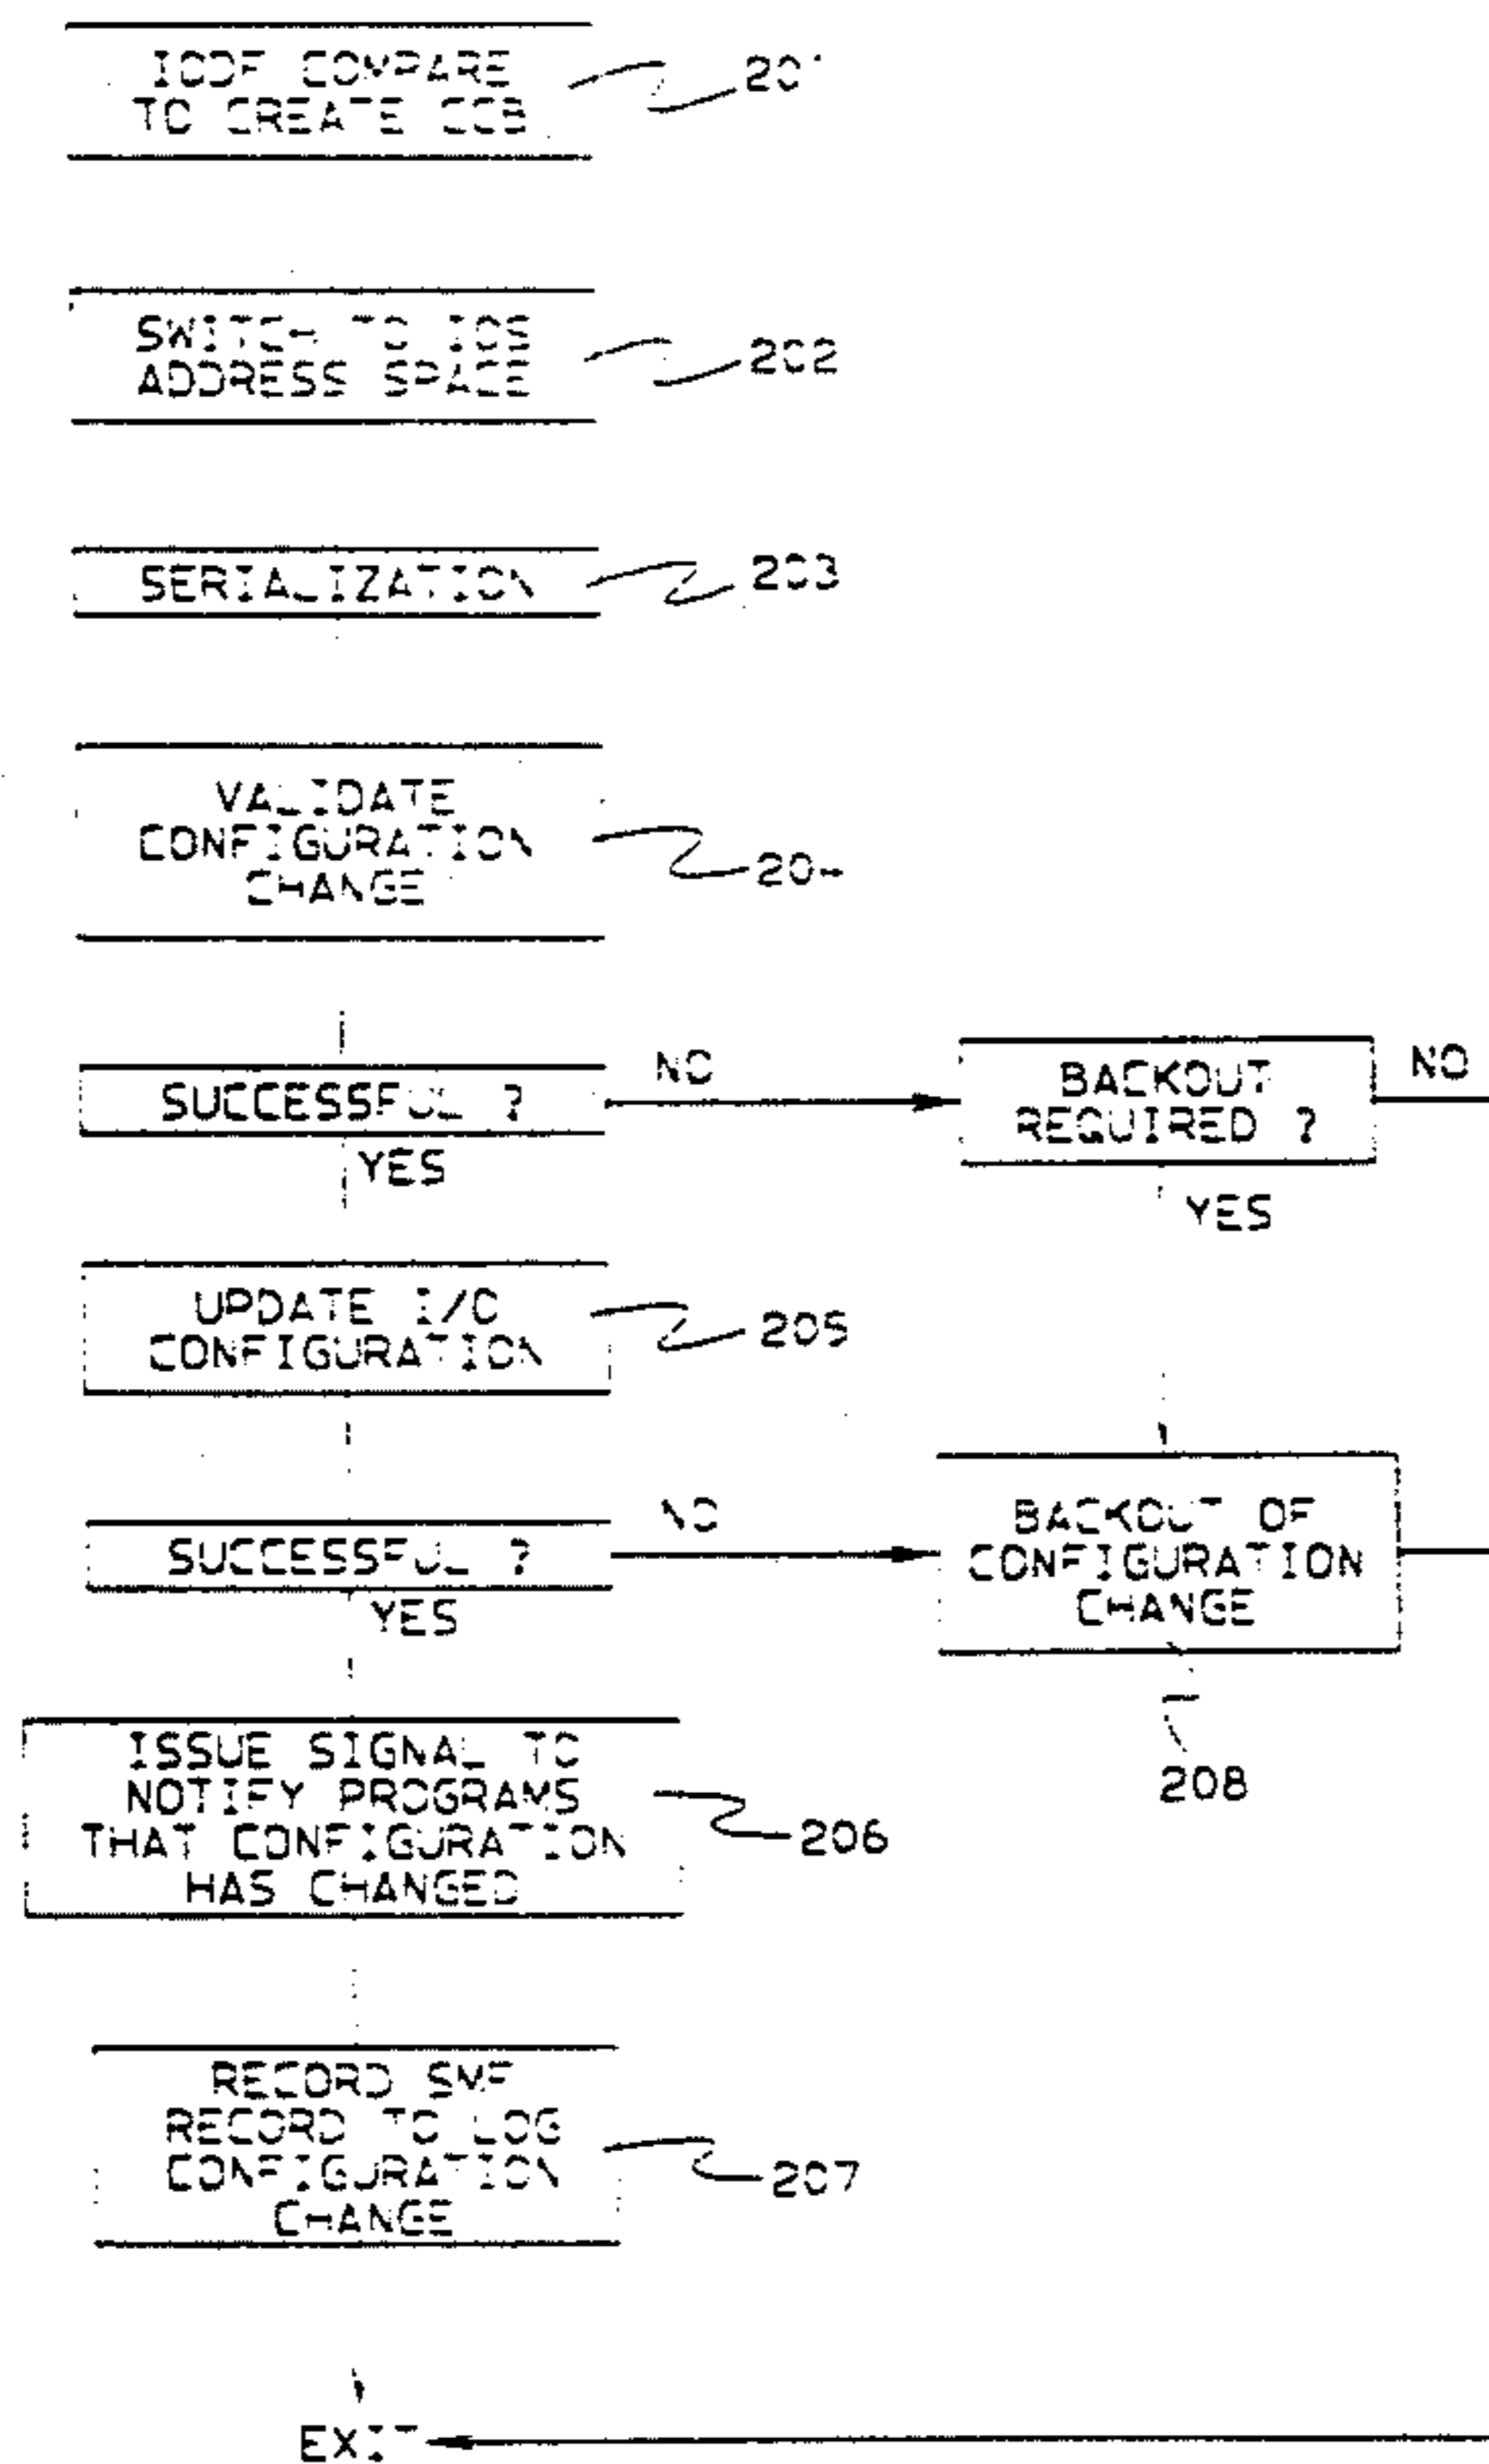 IODF COMPARE
TO CREATE CCB
201
SWITCH TO IOS
ADDRESS SPACE
202
SERIALIZATION
203
VALIDATE
CONFIGURATION
CHANGE
204
SUCCESSFUL ?
NO
YES
BACKOUT
REQUIRED ?
NO
YES
UPDATE I/O
CONFIGURATION
205
SUCCESSFUL ?
NO
YES
BACKOUT OF
CONFIGURATION
CHANGE
208
ISSUE SIGNAL TO
NOTIFY PROGRAMS
THAT CONFIGURATION
HAS CHANGED
206
RECORD SMF
RECORD TO LOG
CONFIGURATION
CHANGE
207
EXIT